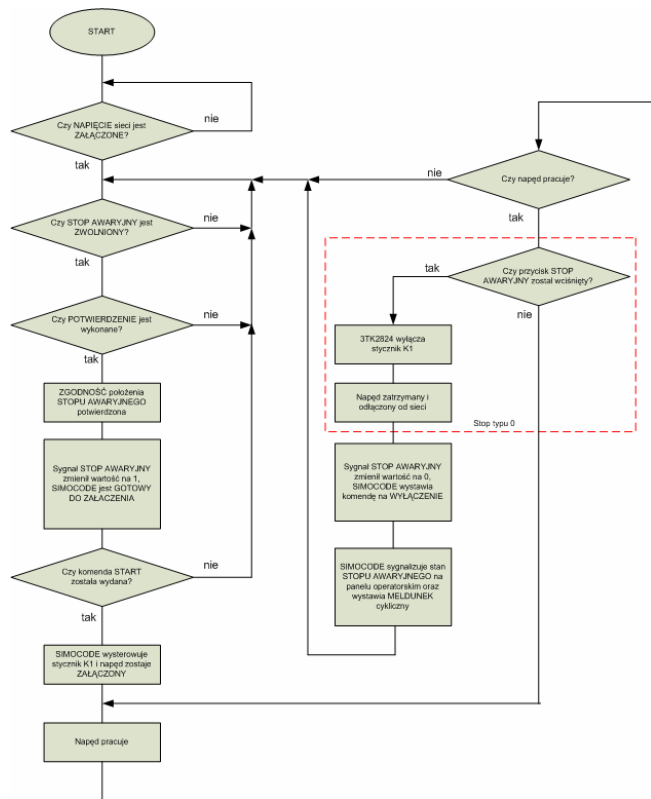 START
Czy NAPIĘCIE sieci jest
ZAŁĄCZONE?
nie
tak
Czy STOP AWARYJNY jest
ZWOLNIONY?
nie
tak
Czy POTWIERDZENIE jest
wykonane?
nie
tak
ZGODNOŚĆ położenia
STOPU AWARYJNEGO
potwierdzona
Sygnał STOP AWARYJNY
zmienił wartość na 1,
SIMOCODE jest GOTOWY
DO ZAŁACZENIA
Czy komenda START
została wydana?
nie
tak
SIMOCODE wysterowuje
stycznik K1 i napęd zostaje
ZAŁĄCZONY
Napęd pracuje
Czy napęd pracuje?
nie
tak
Czy przycisk STOP
AWARYJNY został wciśnięty?
tak
nie
3TK2824 wyłącza
stycznik K1
Napęd zatrzymany i
odłączony od sieci
Stop typu 0
Sygnał STOP AWARYJNY
zmienił wartość na 0,
SIMOCODE wystawia
komendę na WYŁĄCZENIE
SIMOCODE sygnalizuje stan
STOPU AWARYJNEGO na
panelu operatorskim oraz
wystawia MELDUNEK
cykliczny